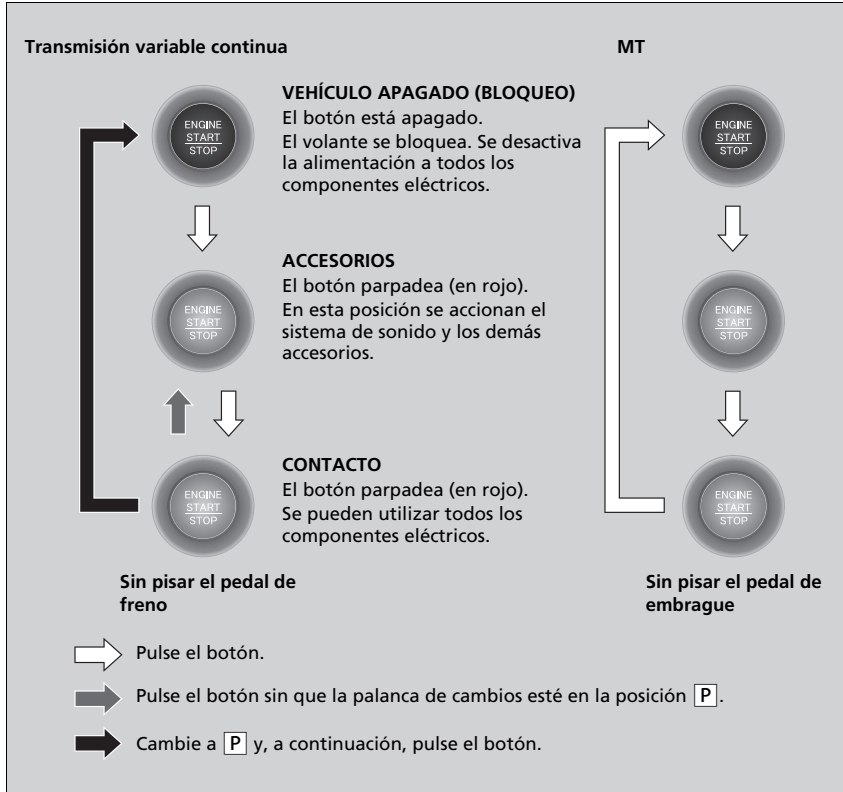 Transmisión variable continua
MT
ENGINE
START
STOP
VEHÍCULO APAGADO (BLOQUEO)
El botón está apagado.
El volante se bloquea. Se desactiva
la alimentación a todos los
componentes eléctricos.
ENGINE
START
STOP
ENGINE
START
STOP
ACCESORIOS
El botón parpadea (en rojo).
En esta posición se accionan el
sistema de sonido y los demás
accesorios.
ENGINE
START
STOP
ENGINE
START
STOP
CONTACTO
El botón parpadea (en rojo).
Se pueden utilizar todos los
componentes eléctricos.
ENGINE
START
STOP
Sin pisar el pedal de
freno
Sin pisar el pedal de
embrague
Pulse el botón.
Pulse el botón sin que la palanca de cambios esté en la posición P.
Cambie a P y, a continuación, pulse el botón.